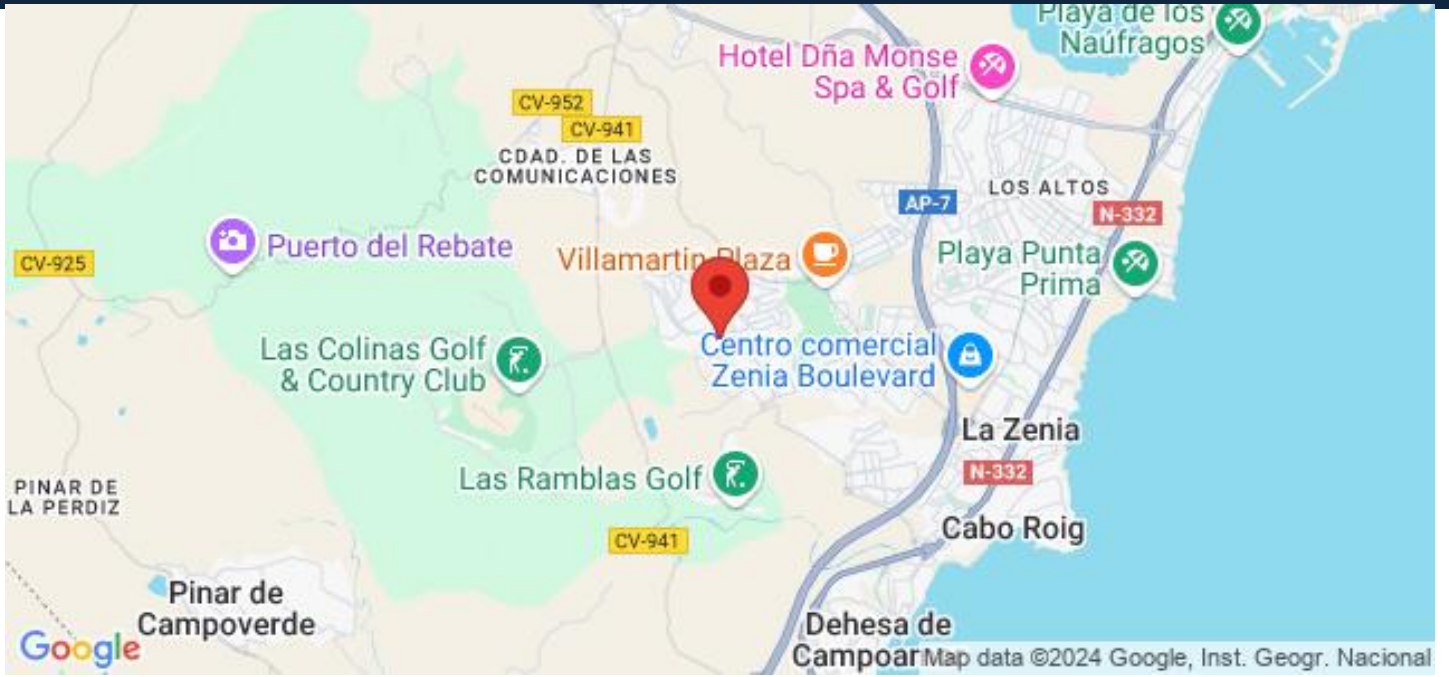 Playa de los
Naúfragos
Hotel Dña Monse
Spa & Golf
CV-952
CV-941
CDAD. DE LAS
COMUNICACIONES
LOS ALTOS
AP-7
N-332
Puerto del Rebate
Villamartin Plaza
Playa Punta
Prima
CV-925
Las Colinas Golf
& Country Club
Centro comercial
Zenia Boulevard
La Zenia
N-332
Las Ramblas Golf
PINAR DE
LA PERDIZ
CV-941
Cabo Roig
Pinar de
Campoverde
Dehesa de
Google
Map data ©2024 Google, Inst. Geogr. Nacional